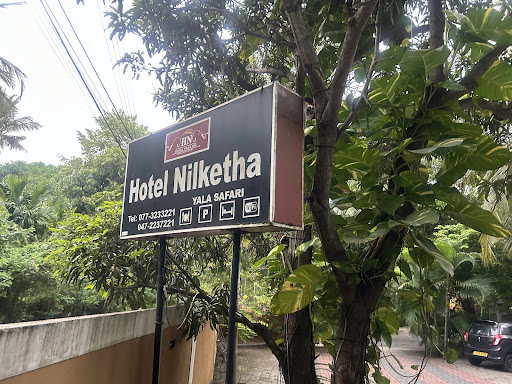 HN
Hotel Nilketha
YALA SAFARI
Tel: 077-3233221
047-2237221
P